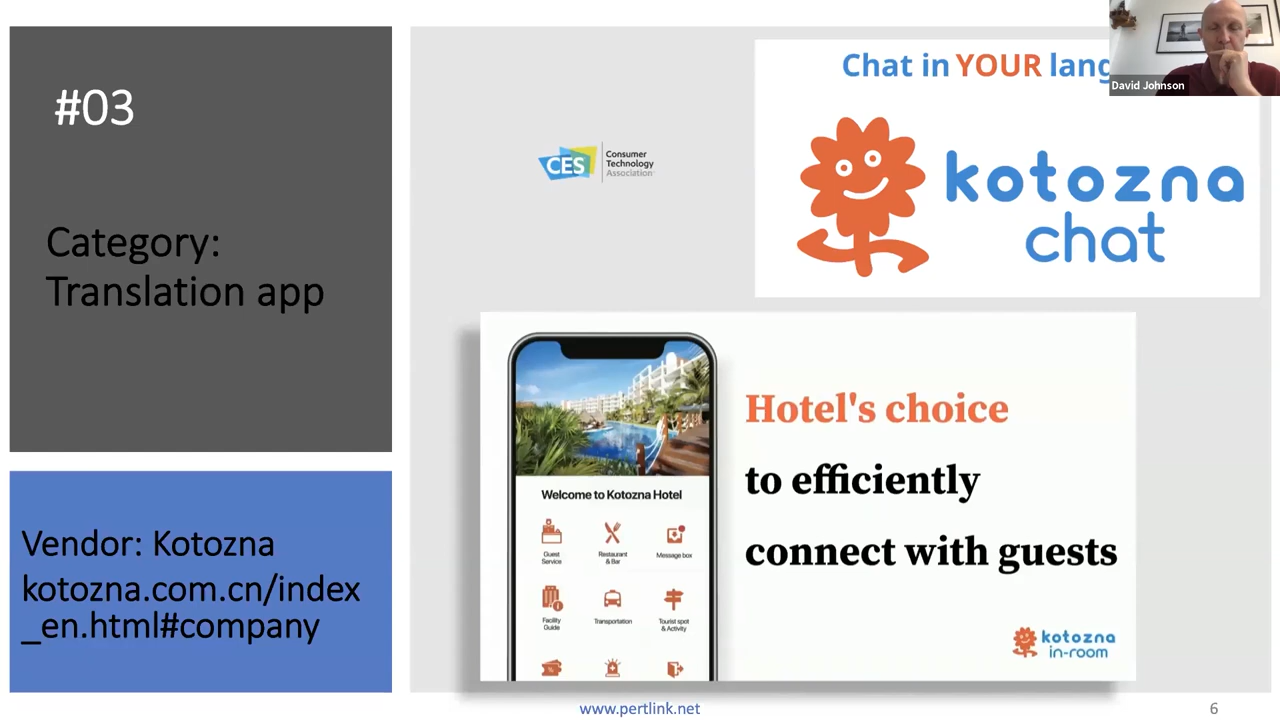 #03
Category:
Translation app
Vendor: Kotozna
kotozna.com.cn/index
_en.html#company
CES
Consumer
Technology
Association
Chat in YOUR lang
David Johnson
kotozna
chat
Welcome to Kotozna Hotel
Guest
Service
Restaurant
& Bar
Message box
Facility
Guide
Transportation
Tourist spot
& Activity
Hotel's choice
to efficiently
connect with guests
kotozna
in-room
www.pertlink.net
6